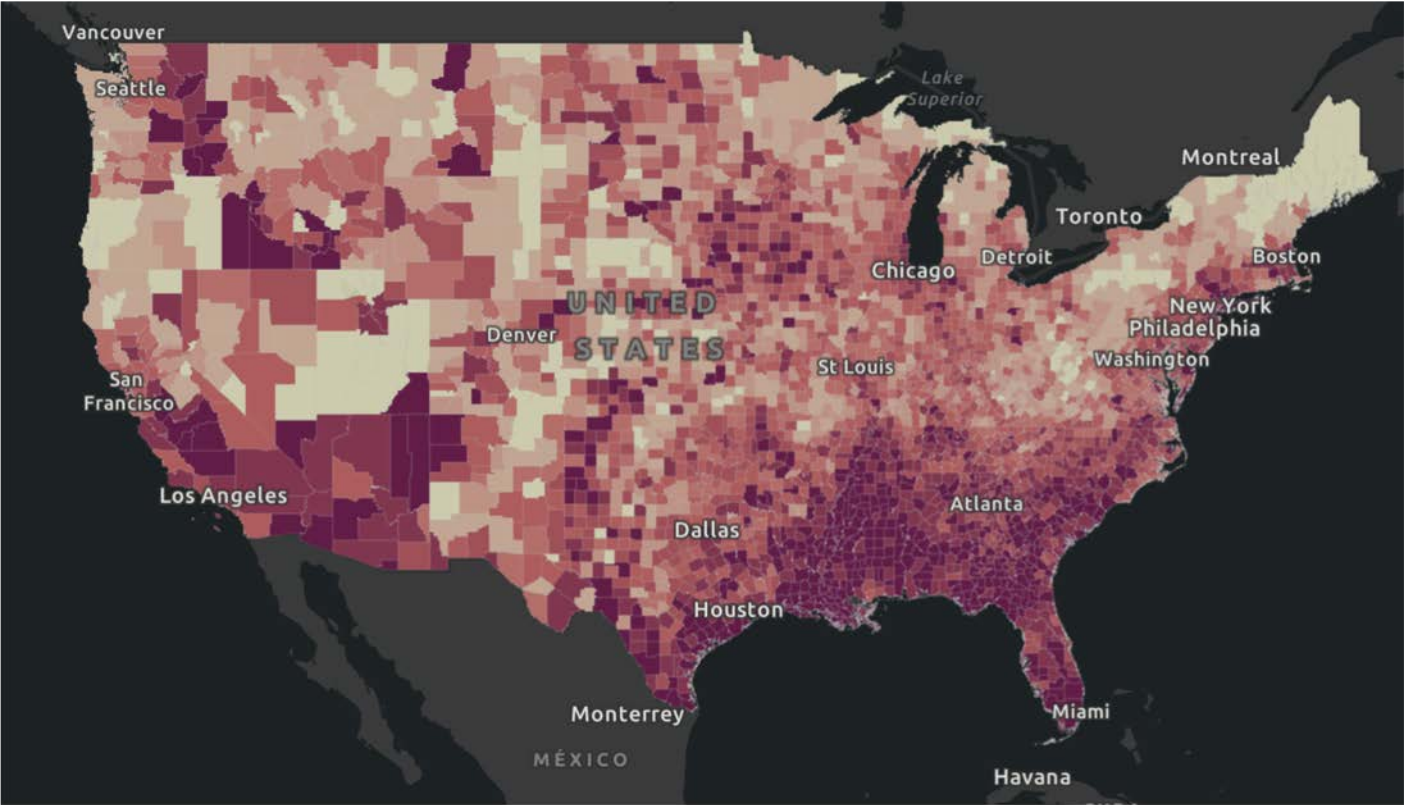 Vancouver
Seattle
Lake
Superior
Montreal
Toronto
Boston
Detroit
Chicago
UNITED
New York
Philadelphia
Denver
STATES
Washington
St Louis
San
Francisco
Los Angeles
Atlanta
Dallas
Houston
Monterrey
Miami
MÉXICO
Havana